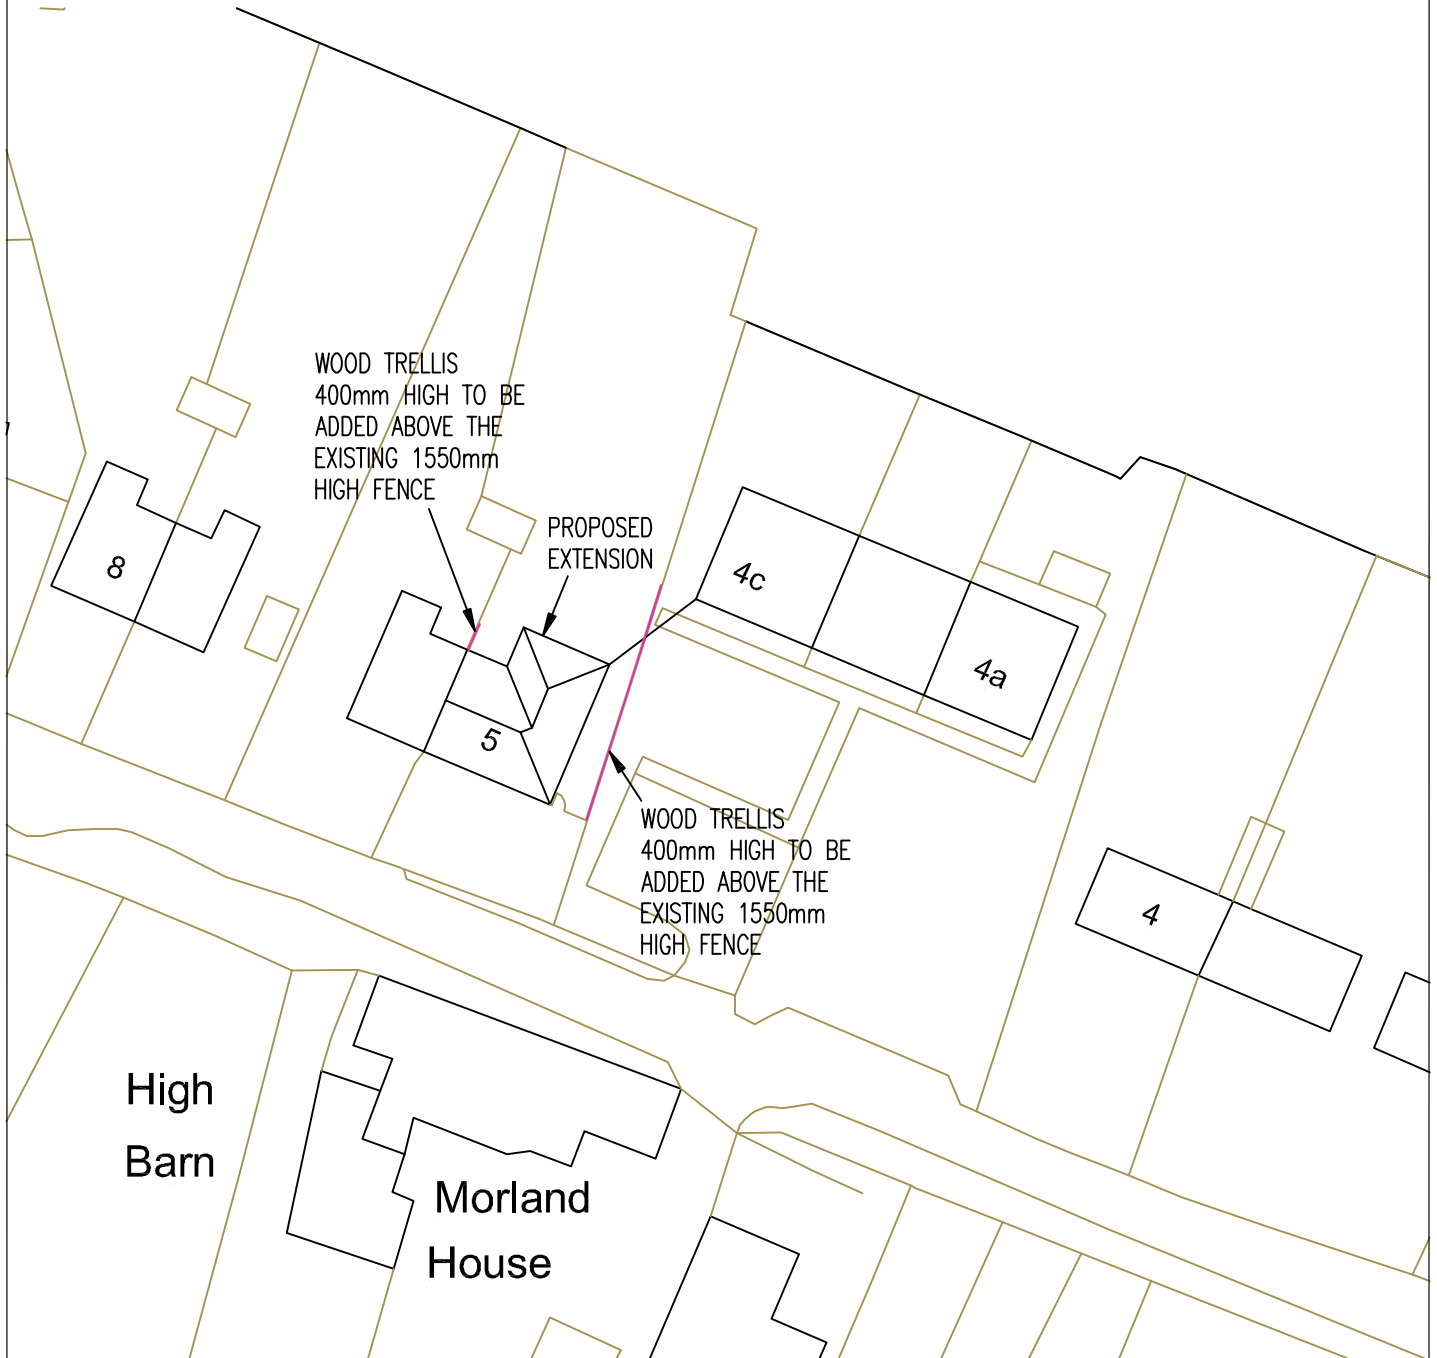 WOOD TRELLIS
400mm HIGH TO BE
ADDED ABOVE THE
EXISTING 1550mm
HIGH FENCE
PROPOSED
EXTENSION
8
4c
4a
5
WOOD TRELLIS
400mm HIGH TO BE
ADDED ABOVE THE
EXISTING 1550mm
HIGH FENCE
4
High
Barn
Morland
House